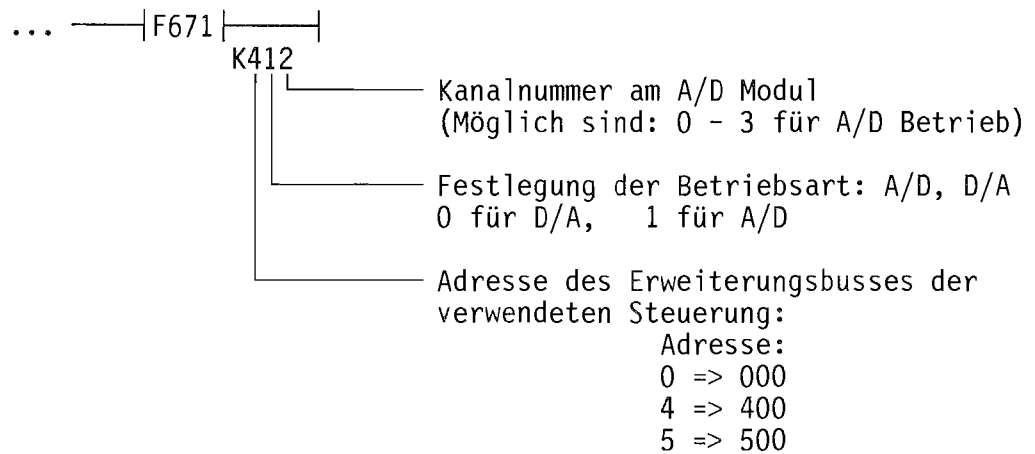 ... F671
K412
Kanalnummer am A/D Modul
(Möglich sind: 0 - 3 für A/D Betrieb)
Festlegung der Betriebsart: A/D, D/A
0 für D/A, 1 für A/D
Adresse des Erweiterungsbusses der
verwendeten Steuerung:
Adresse:
0 => 000
4 => 400
5 => 500